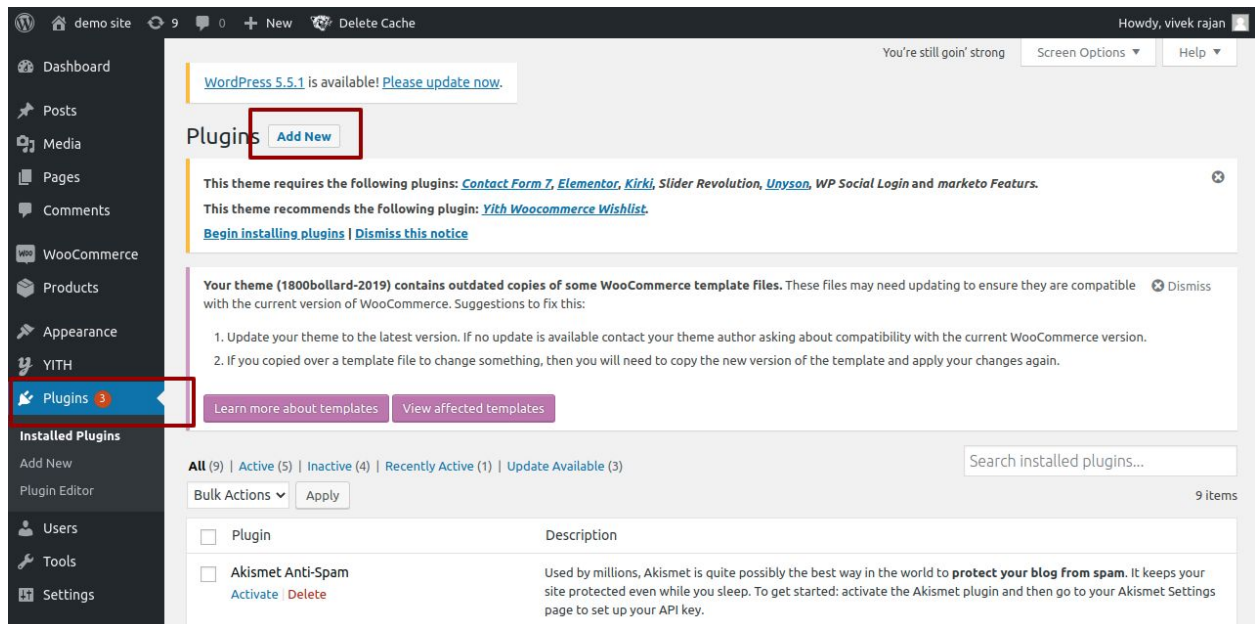 demo site 9 0 + New Delete Cache Howdy, vivek rajan
You're still goin' strong Screen Options ▼ Help ▼
Dashboard
Posts
Media
Pages
Comments
WooCommerce
Products
Appearance
YITH
Plugins 3
Installed Plugins
Add New
Plugin Editor
Users
Tools
Settings
WordPress 5.5.1 is available! Please update now.
Plugins Add New
This theme requires the following plugins: Contact Form 7, Elementor, Kirki, Slider Revolution, Unyson, WP Social Login and marketo Featurs.
This theme recommends the following plugin: Yith Woocommerce Wishlist.
Begin installing plugins | Dismiss this notice
Your theme (1800bollard-2019) contains outdated copies of some WooCommerce template files. These files may need updating to ensure they are compatible Dismiss
with the current version of WooCommerce. Suggestions to fix this:
1. Update your theme to the latest version. If no update is available contact your theme author asking about compatibility with the current WooCommerce version.
2. If you copied over a template file to change something, then you will need to copy the new version of the template and apply your changes again.
Learn more about templates View affected templates
All (9) | Active (5) | Inactive (4) | Recently Active (1) | Update Available (3) Search installed plugins...
Bulk Actions Apply 9 items
Plugin Description
Akismet Anti-Spam Used by millions, Akismet is quite possibly the best way in the world to protect your blog from spam. It keeps your
Activate | Delete site protected even while you sleep. To get started: activate the Akismet plugin and then go to your Akismet Settings
page to set up your API key.